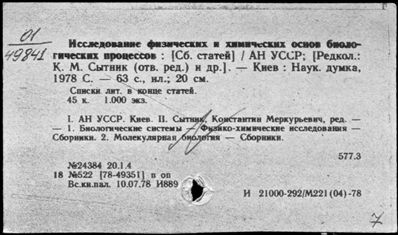 01
49841
Исследование физических и химических основ биоло-
гических процессов : [Сб. статей] / АН УССР; [Редкол.:
К. М. Сытник (отв. ред.) и др.]. — Киев : Наук. думка,
1978 С. — 63 с., ил.; 20 см.
Списки лит. в конце статей.
45 к. 1.000 экз.
I. АН УССР. Киев. II. Сытник, Константин Меркурьевич, ред. —
— 1. Биологические системы — Физико-химические исследования —
Сборники. 2. Молекулярная биология — Сборники.
577.3
№24384 20.1.4
18 №522 [78-49351] в оп
Вс.кн.пал. 10.07.78 И889
И 21000-292/М221(04)-78
7